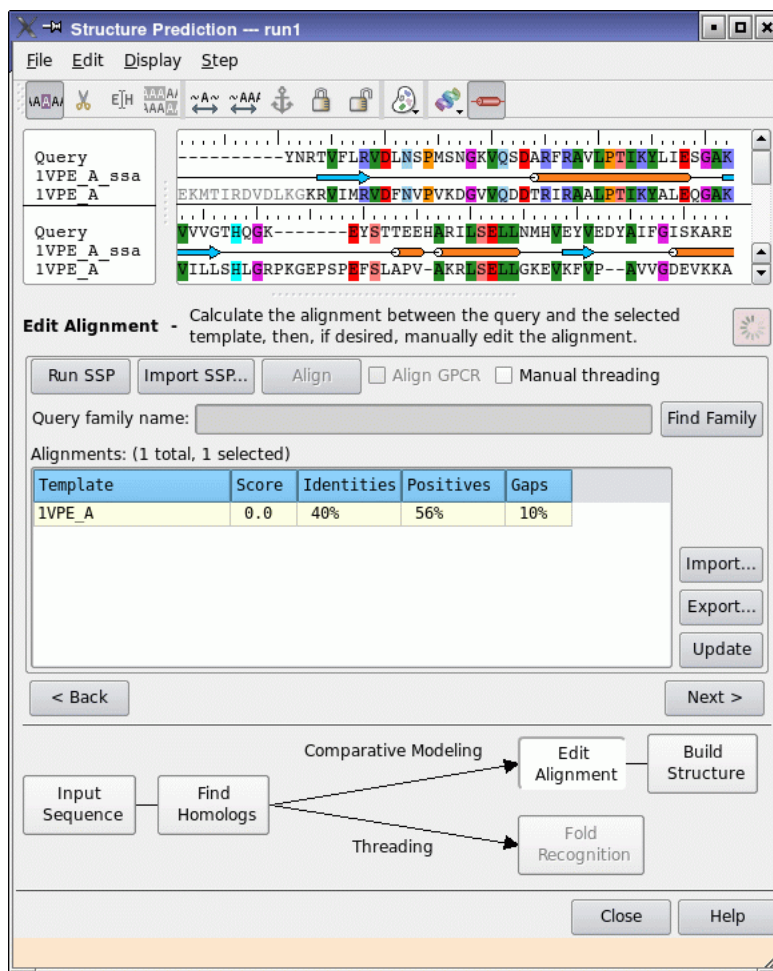 Structure Prediction --- run1
File Edit Display Step
Query ----------YNRTVFLRVDLNSPMSNGKVQSDARFRAVLPTIKYLIESGAK
1VPE_A_ssa
1VPE_A EKMTIRDVDLKGKRVIMRVDFNVPVKDGVVQDDTRIRAALPTIKYALEQGAK
Query VVVGTHQGK-------EYSTTEEHARILSELLNMHVEYVEDYAIFGISKARE
1VPE_A_ssa
1VPE_A VILLSHLGRPKGEPSPEFSLAPV-AKRLSELLGKEVKFVP--AVVGDEVKKA
Edit Alignment - Calculate the alignment between the query and the selected
template, then, if desired, manually edit the alignment.
Run SSP Import SSP... Align Align GPCR Manual threading
Query family name: Find Family
Alignments: (1 total, 1 selected)
Template Score Identities Positives Gaps
1VPE_A 0.0 40% 56% 10%
Import...
Export...
Update
< Back Next >
Comparative Modeling
Edit
Alignment
Build
Structure
Input
Sequence
Find
Homologs
Threading
Fold
Recognition
Close Help